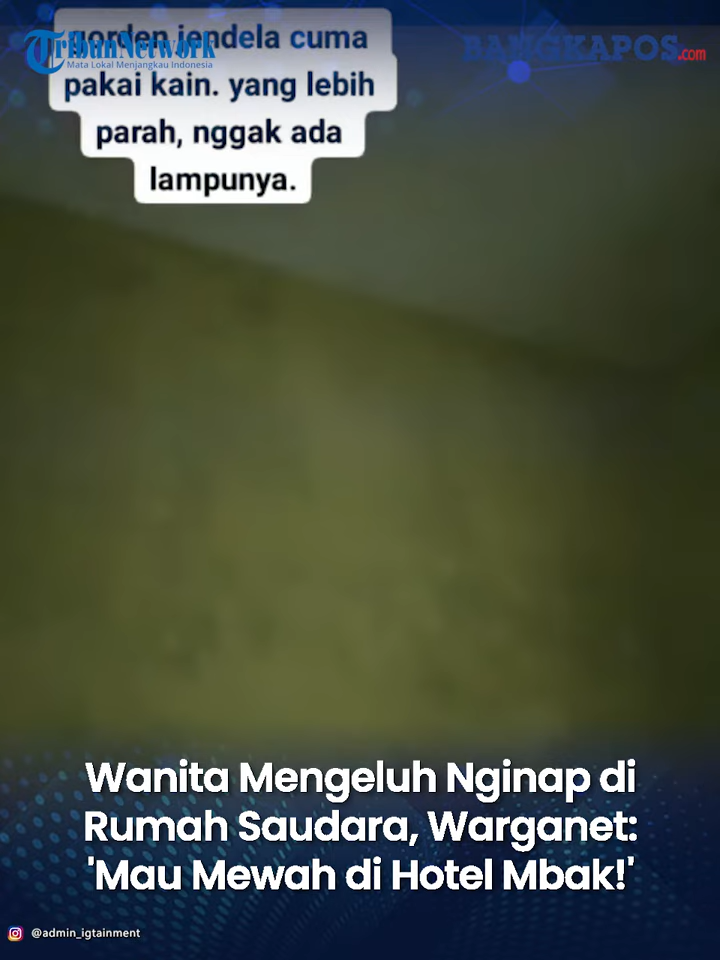 TribunNetwork
Mata Lokal Menjangkau Indonesia
BANGKAPOS.com
gorden jendela cuma
pakai kain. yang lebih
parah, nggak ada
lampunya.
Wanita Mengeluh Nginap di
Rumah Saudara, Warganet:
'Mau Mewah di Hotel Mbak!'
@admin_igtainment